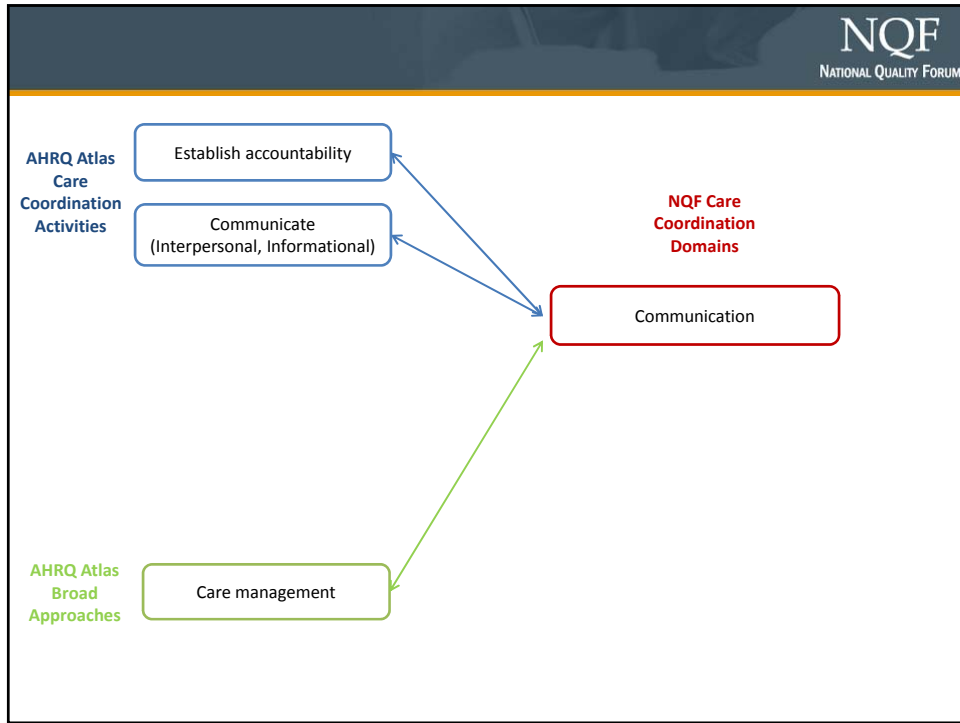 NQF
NATIONAL QUALITY FORUM
AHRQ Atlas
Care
Coordination
Activities
Establish accountability
Communicate
(Interpersonal, Informational)
NQF Care
Coordination
Domains
Communication
AHRQ Atlas
Broad
Approaches
Care management